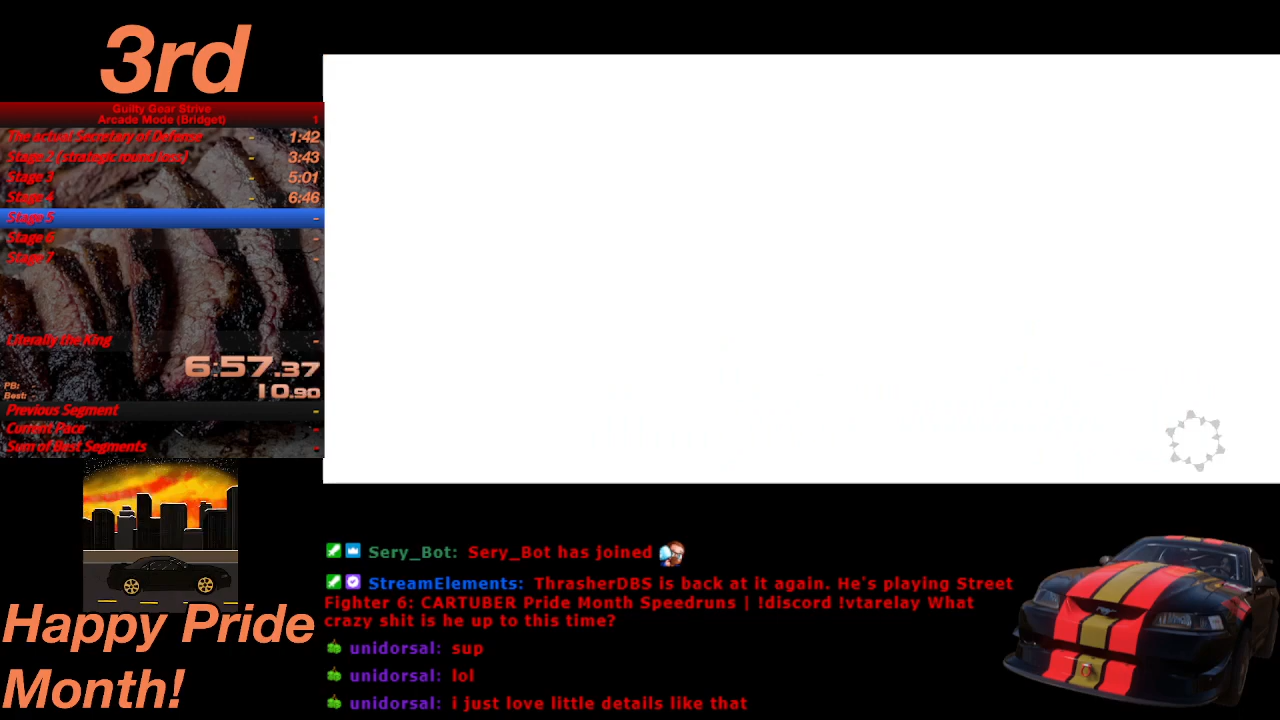 3rd
Guilty Gear Strive
Arcade Mode (Bridget) 1
The actual Secretary of Defense - 1:42
Stage 2 (strategic round loss) - 3:43
Stage 3 - 5:01
Stage 4 - 6:46
Stage 5 -
Stage 6 -
Stage 7 -
Literally the King -
6:57.37
PB:
Best: - 10.90
Previous Segment -
Current Pace -
Sum of Best Segments -
Happy Pride
Month!
Sery_Bot: Sery_Bot has joined
StreamElements: ThrasherDBS is back at it again. He's playing Street
Fighter 6: CARTUBER Pride Month Speedruns | !discord !vtarelay What
crazy shit is he up to this time?
unidorsal: sup
unidorsal: lol
unidorsal: i just love little details like that